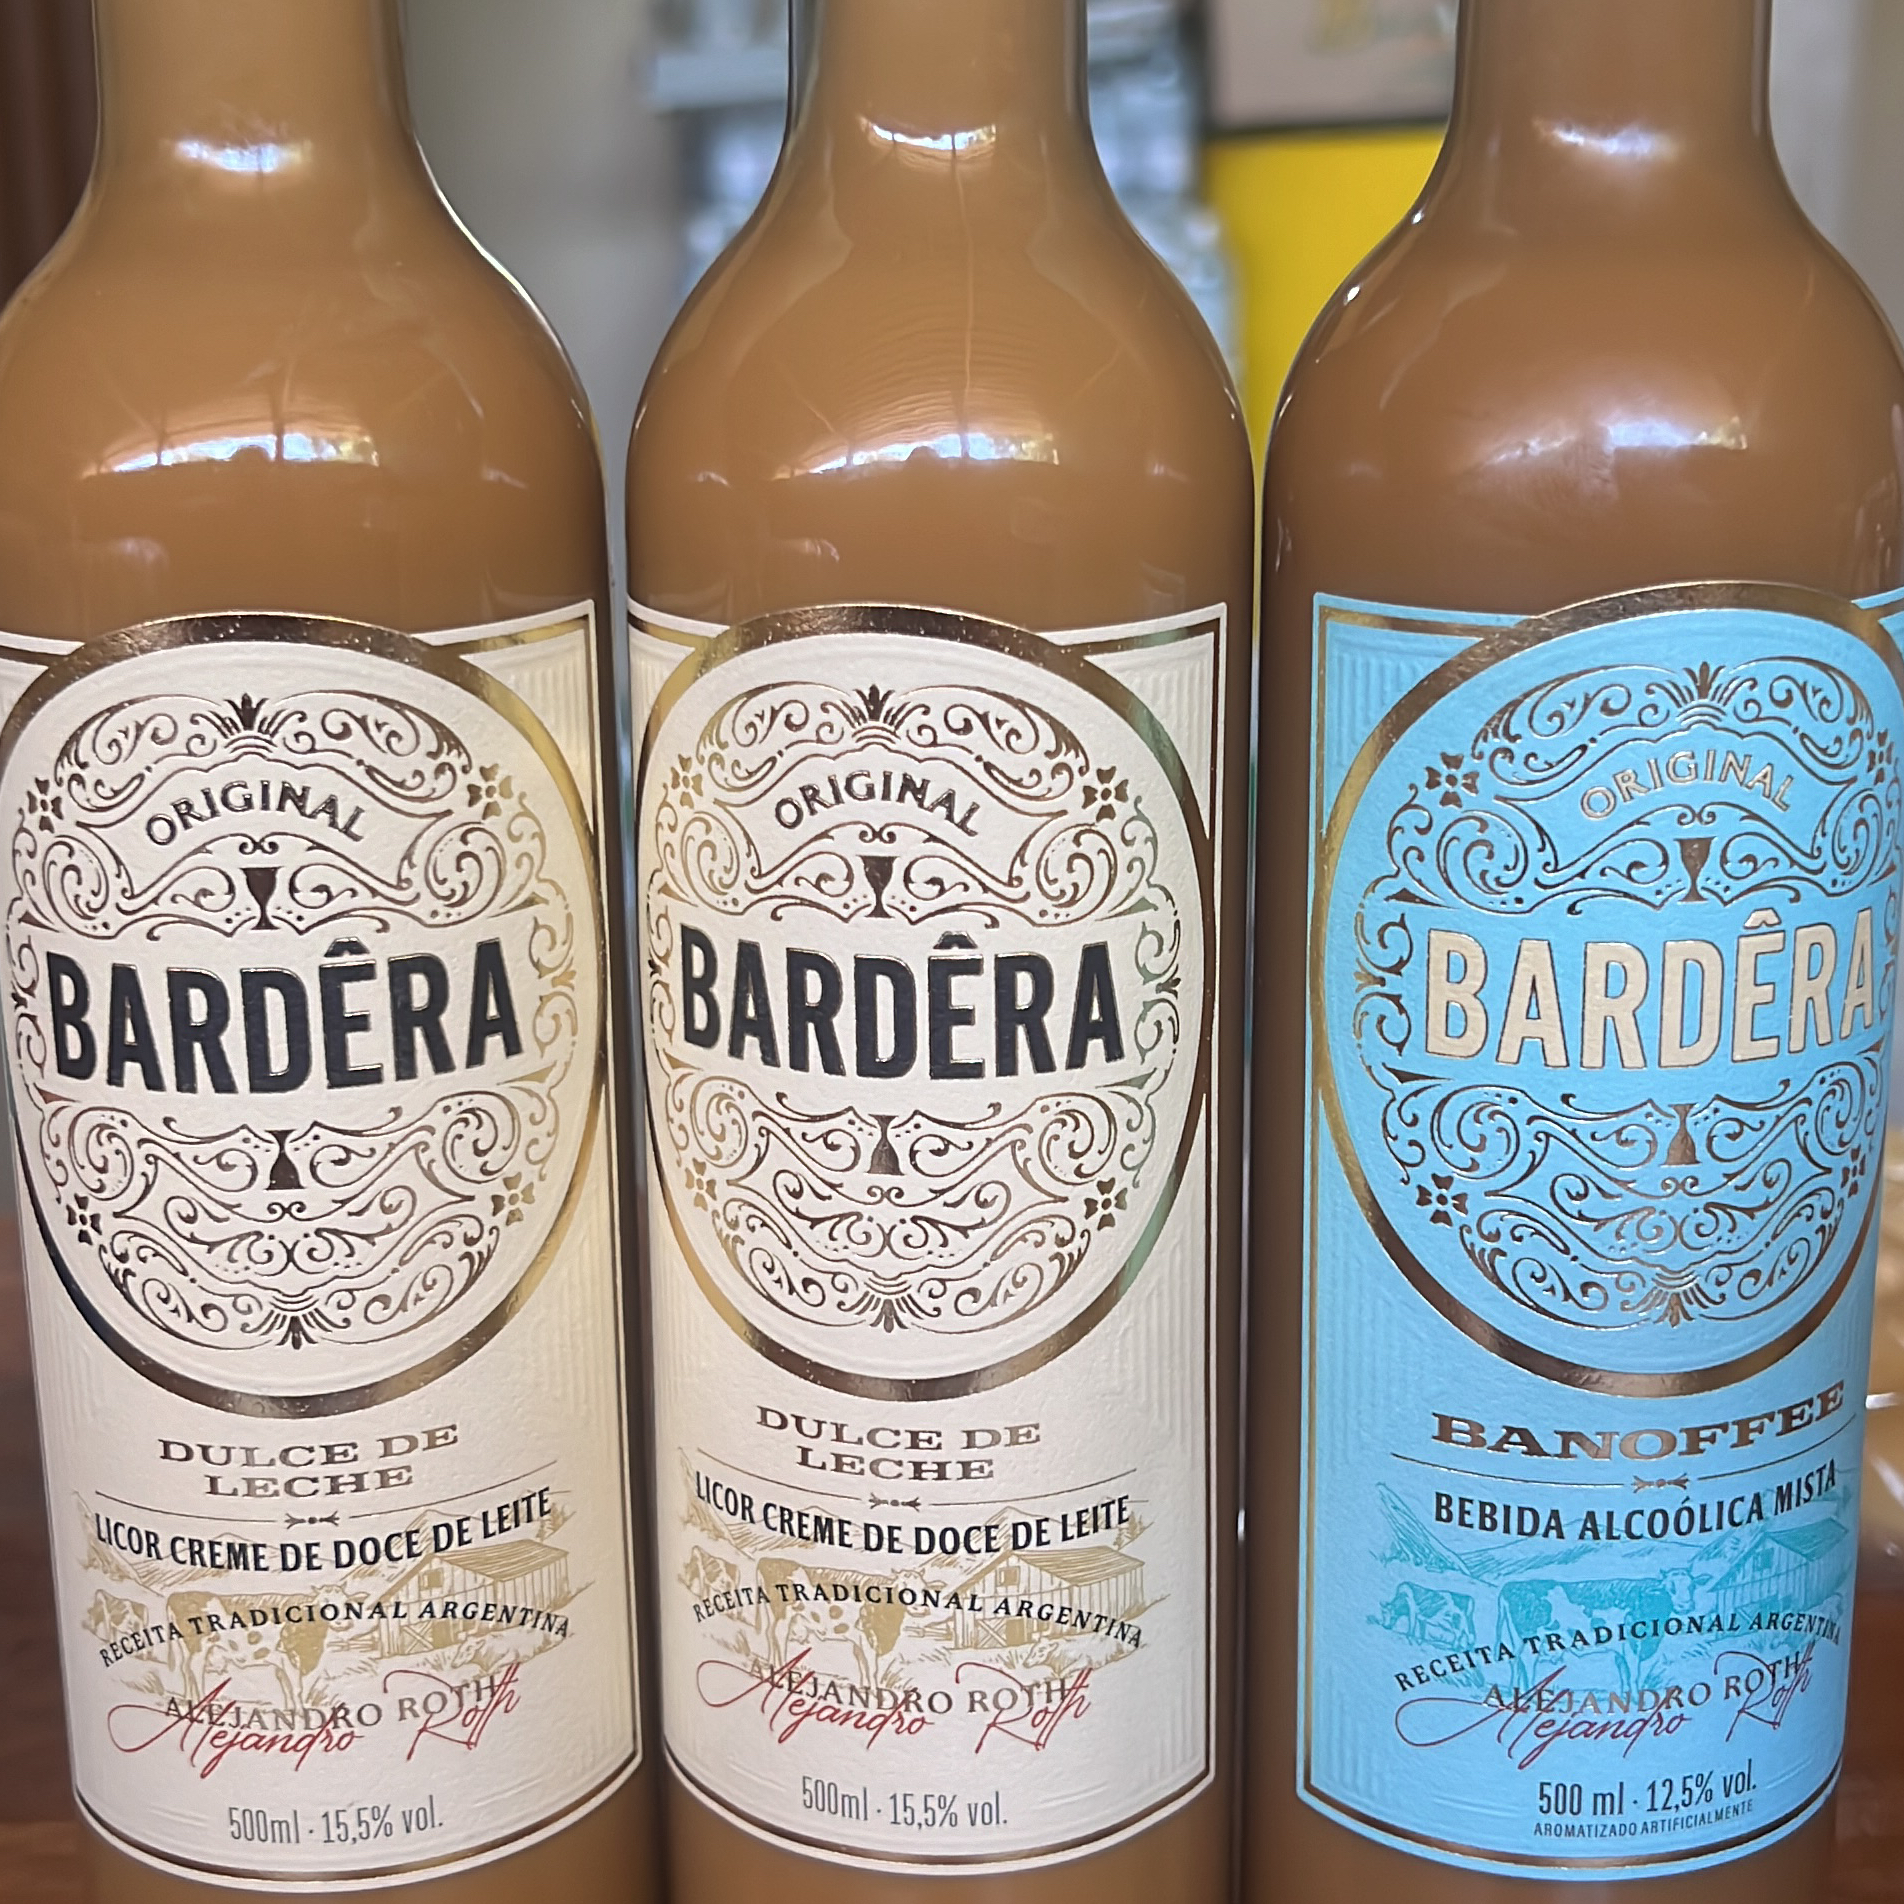 ORIGINAL
BARDÊRA
DULCE DE
LECHE
LICOR CREME DE DOCE DE LEITE
RECEITA TRADICIONAL ARGENTINA
ALEJANDRO ROTH
Alejandro Roth
500ml · 15,5% vol.
ORIGINAL
BARDÊRA
DULCE DE
LECHE
LICOR CREME DE DOCE DE LEITE
RECEITA TRADICIONAL ARGENTINA
ALEJANDRO ROTH
Alejandro Roth
500ml · 15,5% vol.
ORIGINAL
BARDÊRA
BANOFFEE
BEBIDA ALCOÓLICA MISTA
RECEITA TRADICIONAL ARGENTINA
ALEJANDRO ROTH
Alejandro Roth
500 ml · 12,5% vol.
AROMATIZADO ARTIFICIALMENTE